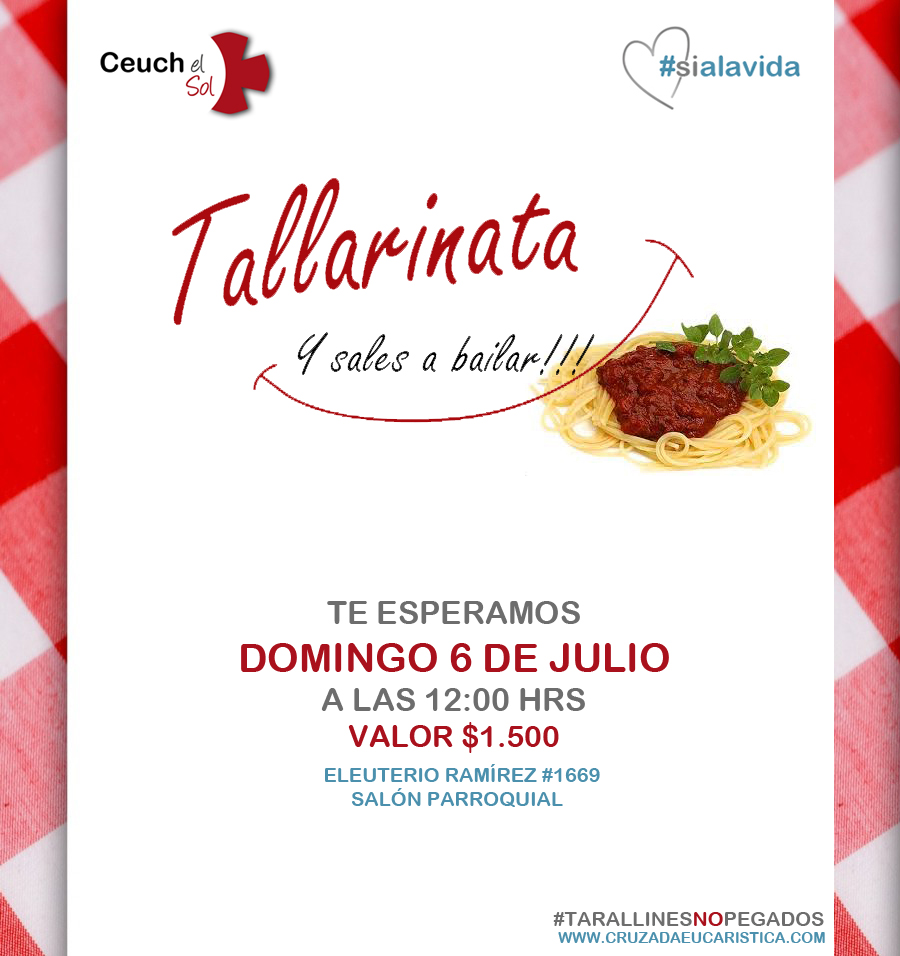 Ceuch el
Sol
#sialavida
Tallarinata
Y sales a bailar!!!
TE ESPERAMOS
DOMINGO 6 DE JULIO
A LAS 12:00 HRS
VALOR $1.500
ELEUTERIO RAMÍREZ #1669
SALÓN PARROQUIAL
#TARALLINESNOPEGADOS
WWW.CRUZADAEUCARISTICA.COM